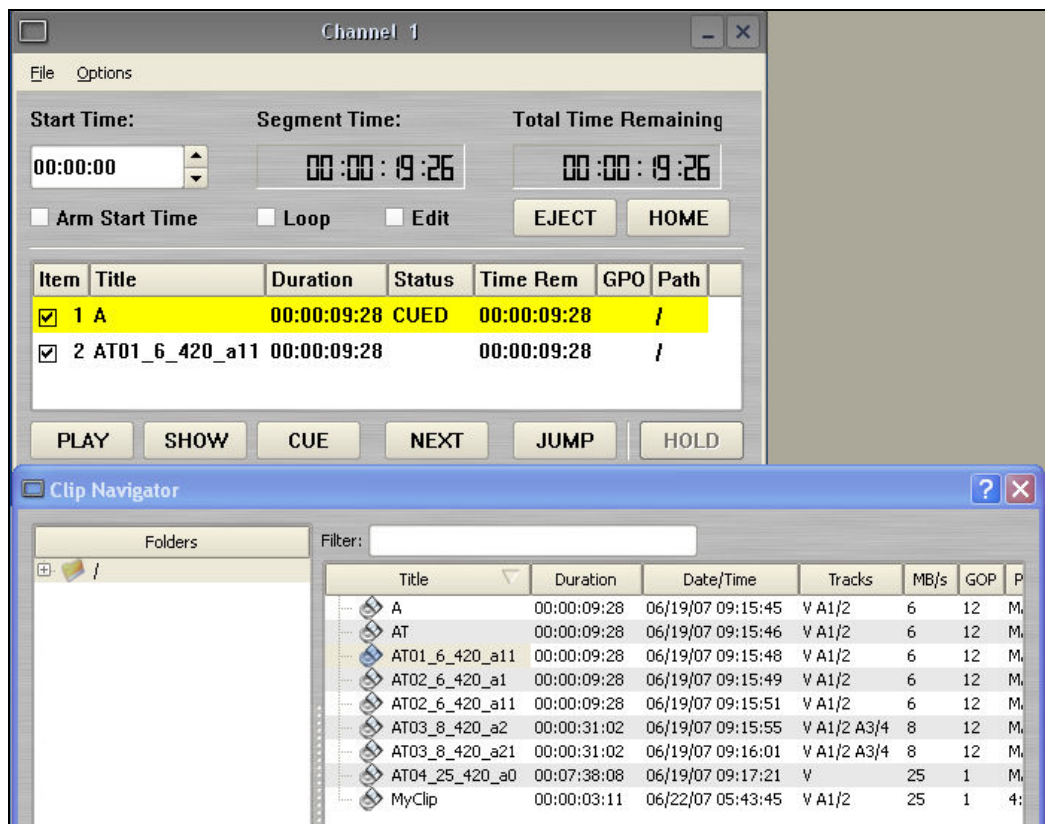 Channel 1
File Options
Start Time: Segment Time: Total Time Remaining
00:00:00 00:00:19:26 00:00:19:26
Arm Start Time Loop Edit EJECT HOME
Item Title Duration Status Time Rem GPO Path
1 A 00:00:09:28 CUED 00:00:09:28 /
2 AT01_6_420_a11 00:00:09:28 00:00:09:28 /
PLAY SHOW CUE NEXT JUMP HOLD
Clip Navigator
Folders Filter:
/
Title Duration Date/Time Tracks MB/s GOP P
A 00:00:09:28 06/19/07 09:15:45 V A1/2 6 12 M
AT 00:00:09:28 06/19/07 09:15:46 V A1/2 6 12 M
AT01_6_420_a11 00:00:09:28 06/19/07 09:15:48 V A1/2 6 12 M
AT02_6_420_a1 00:00:09:28 06/19/07 09:15:49 V A1/2 6 12 M
AT02_6_420_a11 00:00:09:28 06/19/07 09:15:51 V A1/2 6 12 M
AT03_8_420_a2 00:00:31:02 06/19/07 09:15:55 V A1/2 A3/4 8 12 M
AT03_8_420_a21 00:00:31:02 06/19/07 09:16:01 V A1/2 A3/4 8 12 M
AT04_25_420_a0 00:07:38:08 06/19/07 09:17:21 V 25 1 M
MyClip 00:00:03:11 06/22/07 05:43:45 V A1/2 25 1 4: